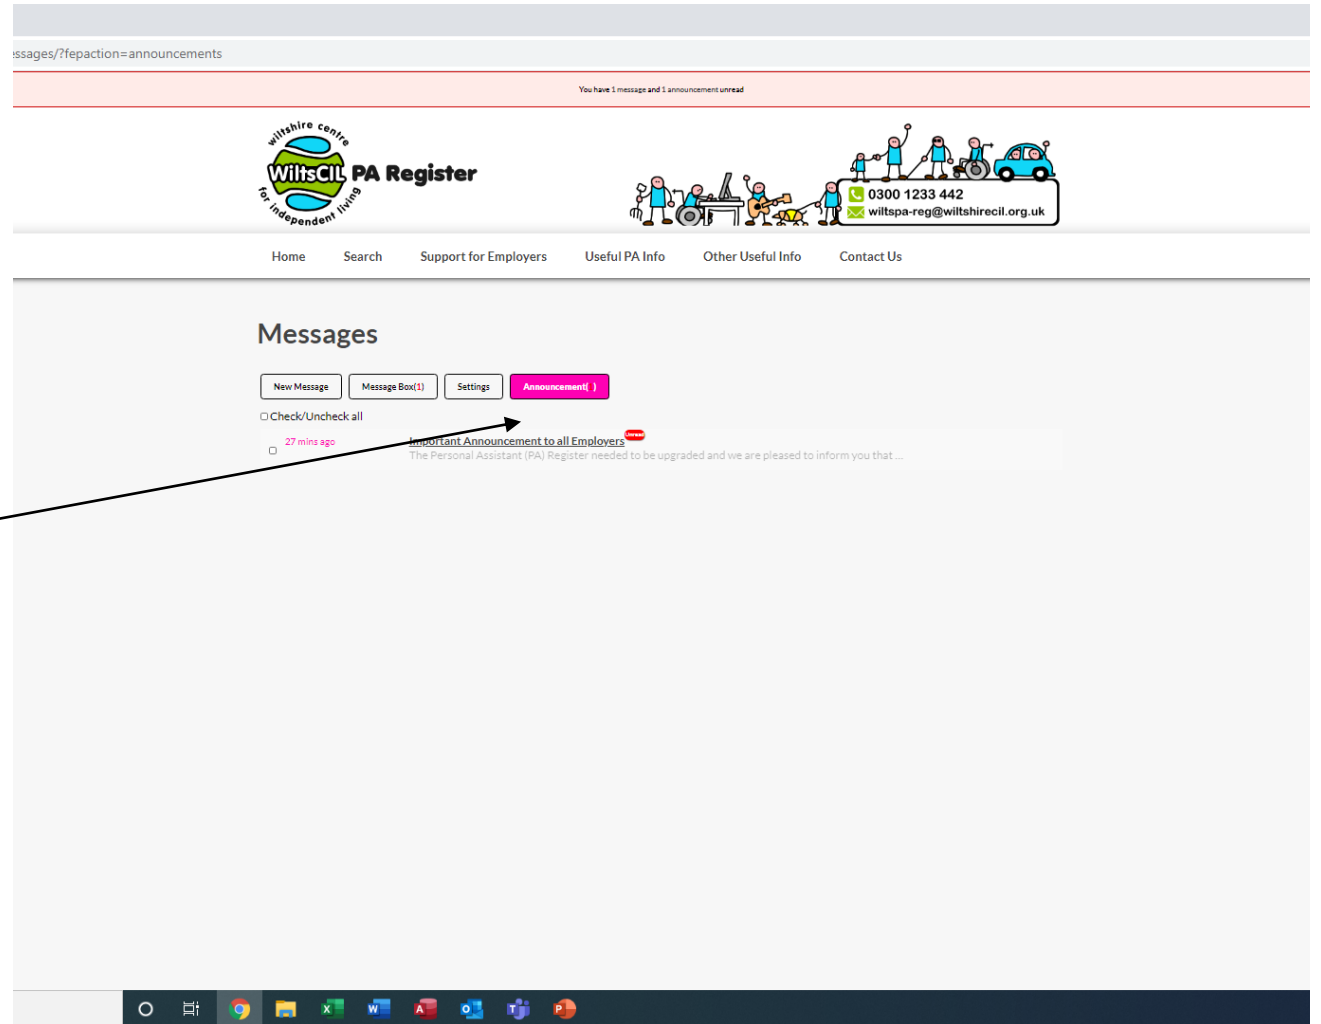 essages/?fepaction=announcements
You have 1 message and 1 announcement unread
wiltshire centre
WiltsCIL PA Register
for independent living
0300 1233 442
wiltspa-reg@wiltshirecil.org.uk
Home Search Support for Employers Useful PA Info Other Useful Info Contact Us
Messages
New Message Message Box(1) Settings Announcement( )
Check/Uncheck all
27 mins ago Important Announcement to all Employers Unread
The Personal Assistant (PA) Register needed to be upgraded and we are pleased to inform you that ...